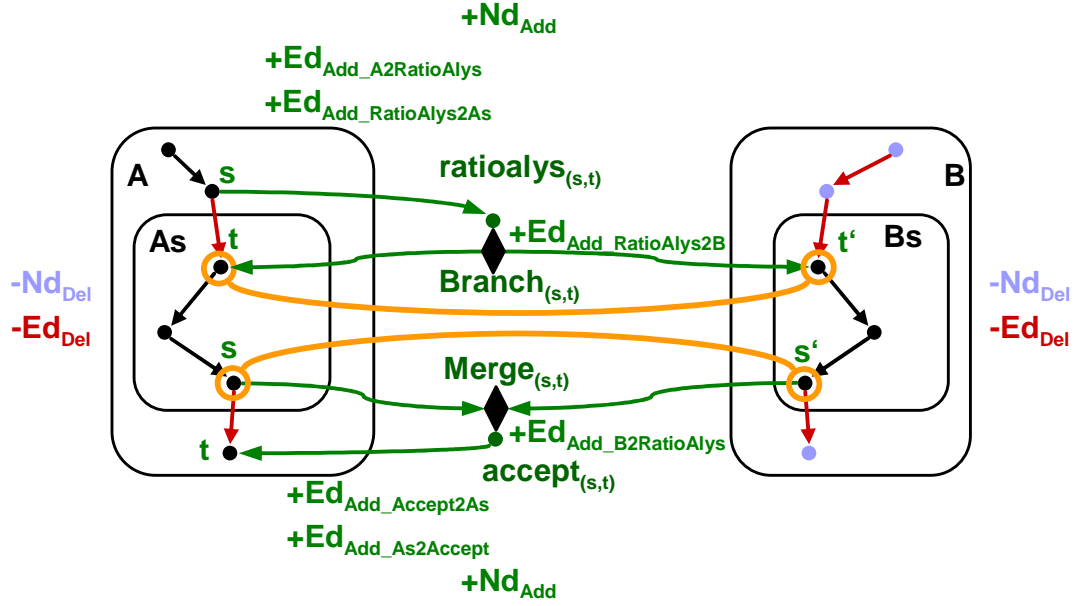 +Nd_Add
+Ed_Add_A2RatioAlys
+Ed_Add_RatioAlys2As
A
s
ratioalys_(s,t)
B
As
t
+Ed_Add_RatioAlys2B
t‘
Bs
-Nd_Del
Branch_(s,t)
-Nd_Del
-Ed_Del
-Ed_Del
s
Merge_(s,t)
s‘
t
+Ed_Add_B2RatioAlys
accept_(s,t)
+Ed_Add_Accept2As
+Ed_Add_As2Accept
+Nd_Add